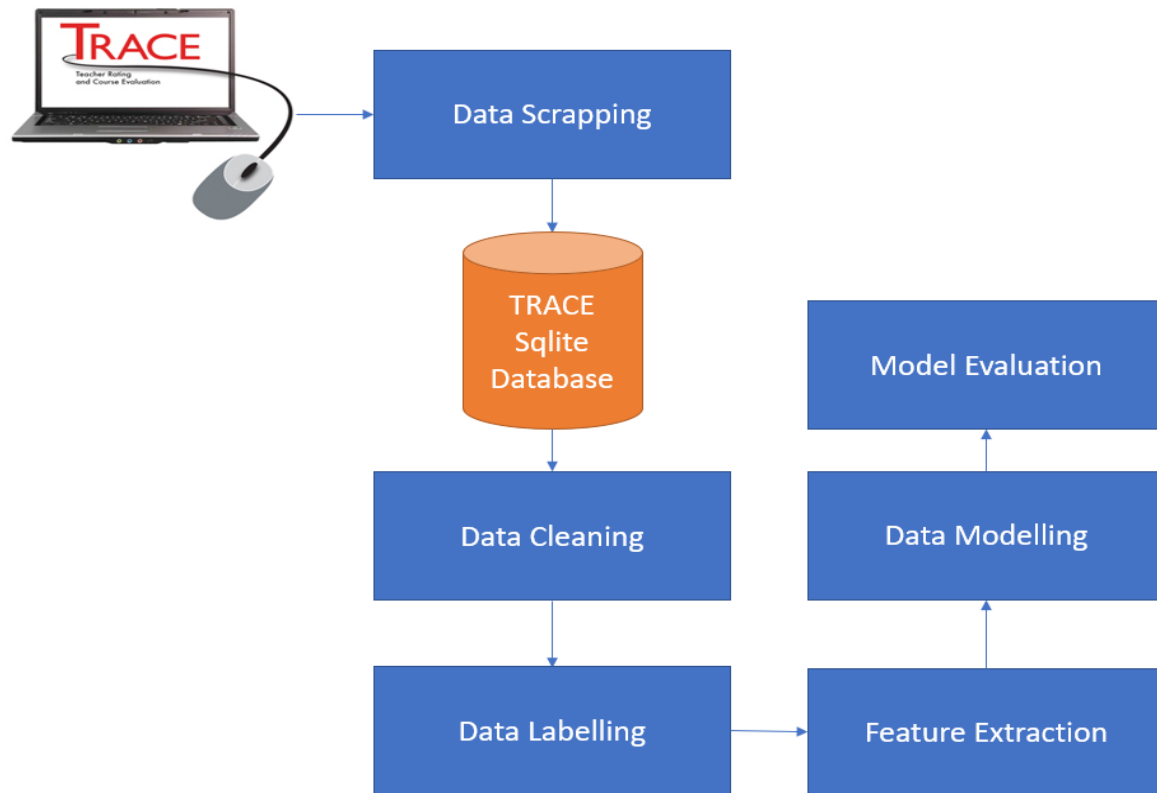 TRACE
Teacher Rating
and Course Evaluation
Data Scrapping
TRACE
Sqlite
Database
Data Cleaning
Data Labelling
Feature Extraction
Data Modelling
Model Evaluation